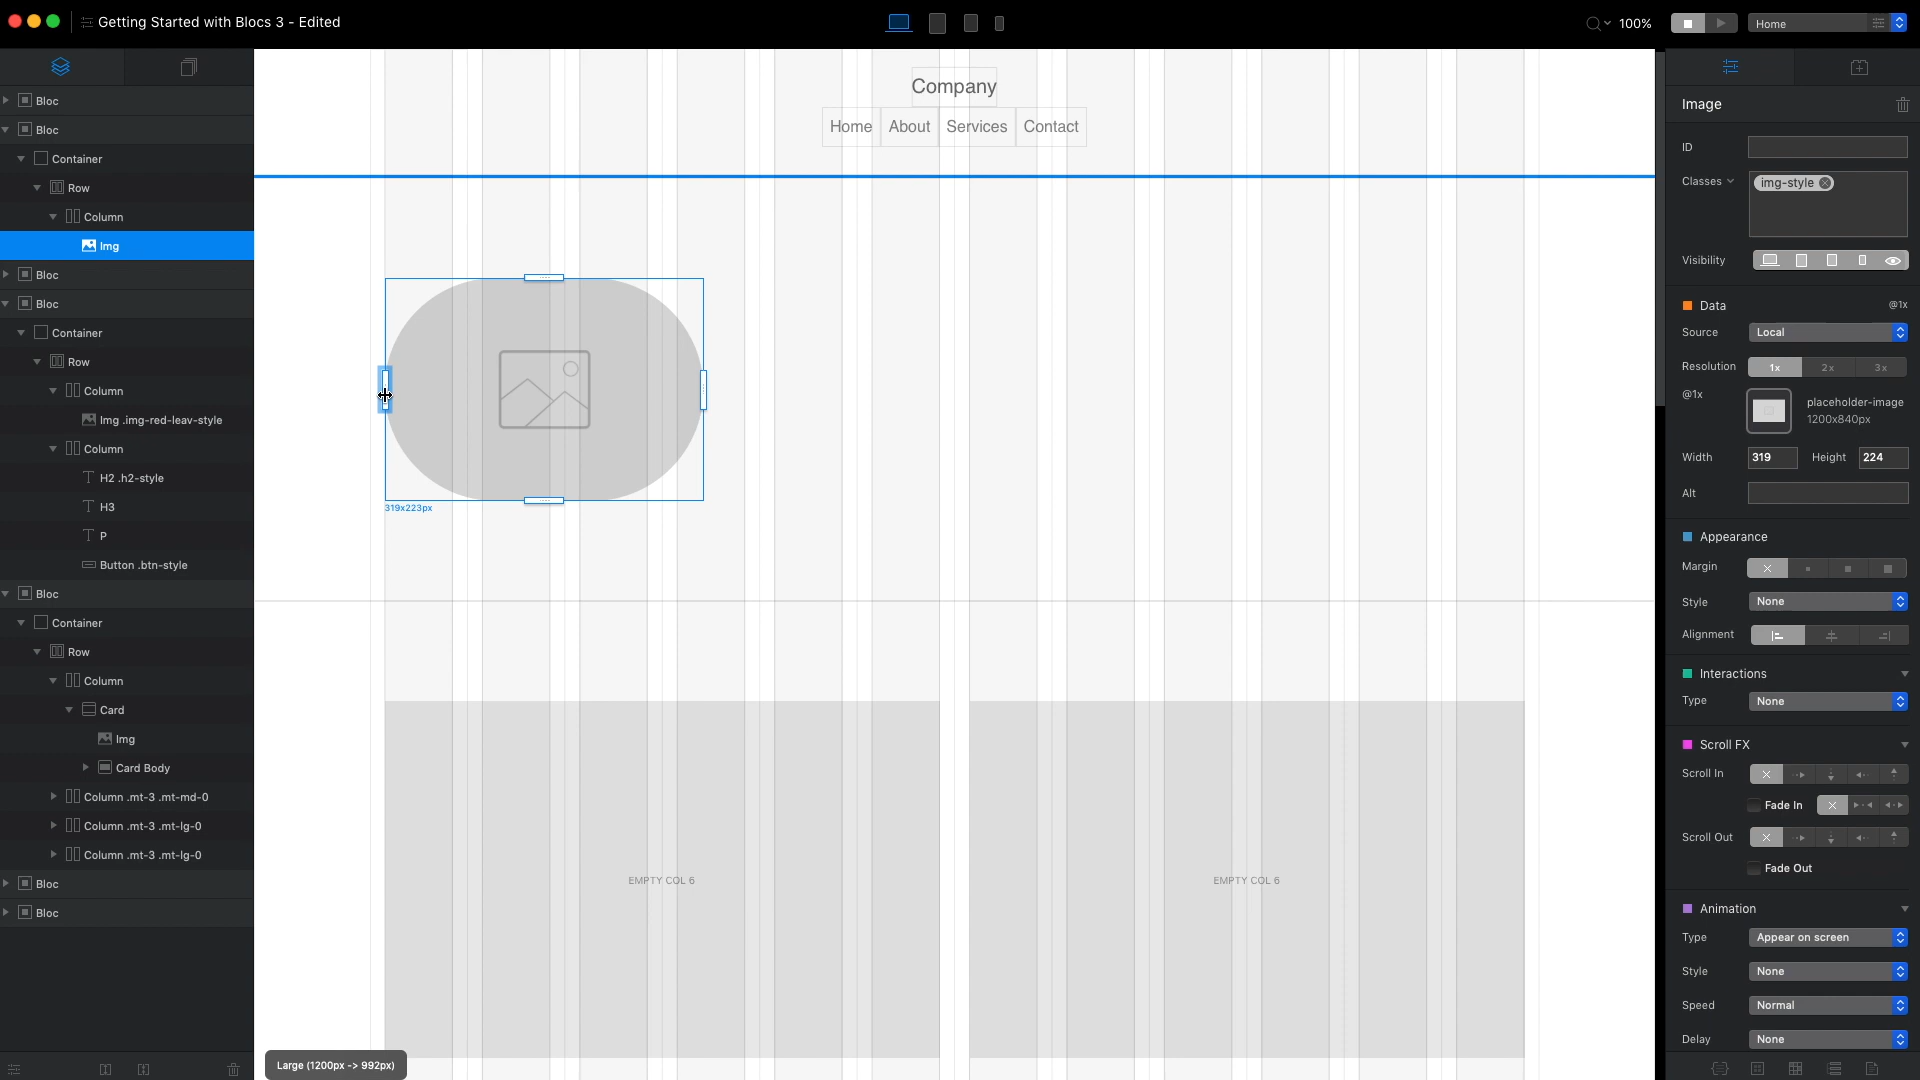 Getting Started with Blocs 3 - Edited
100%
Home
Bloc
Bloc
Container
Row
Column
Img
Bloc
Bloc
Container
Row
Column
Img .img-red-leav-style
Column
H2 .h2-style
H3
P
Button .btn-style
Bloc
Container
Row
Column
Card
Img
Card Body
Column .mt-3 .mt-md-0
Column .mt-3 .mt-lg-0
Column .mt-3 .mt-lg-0
Bloc
Bloc
Company
Home About Services Contact
319x223px
EMPTY COL 6
EMPTY COL 6
Large (1200px -> 992px)
Image
ID
Classes
img-style
Visibility
Data @1x
Source Local
Resolution 1x 2x 3x
@1x
placeholder-image
1200x840px
Width 319 Height 224
Alt
Appearance
Margin
Style None
Alignment
Interactions
Type None
Scroll FX
Scroll In
Fade In
Scroll Out
Fade Out
Animation
Type Appear on screen
Style None
Speed Normal
Delay None